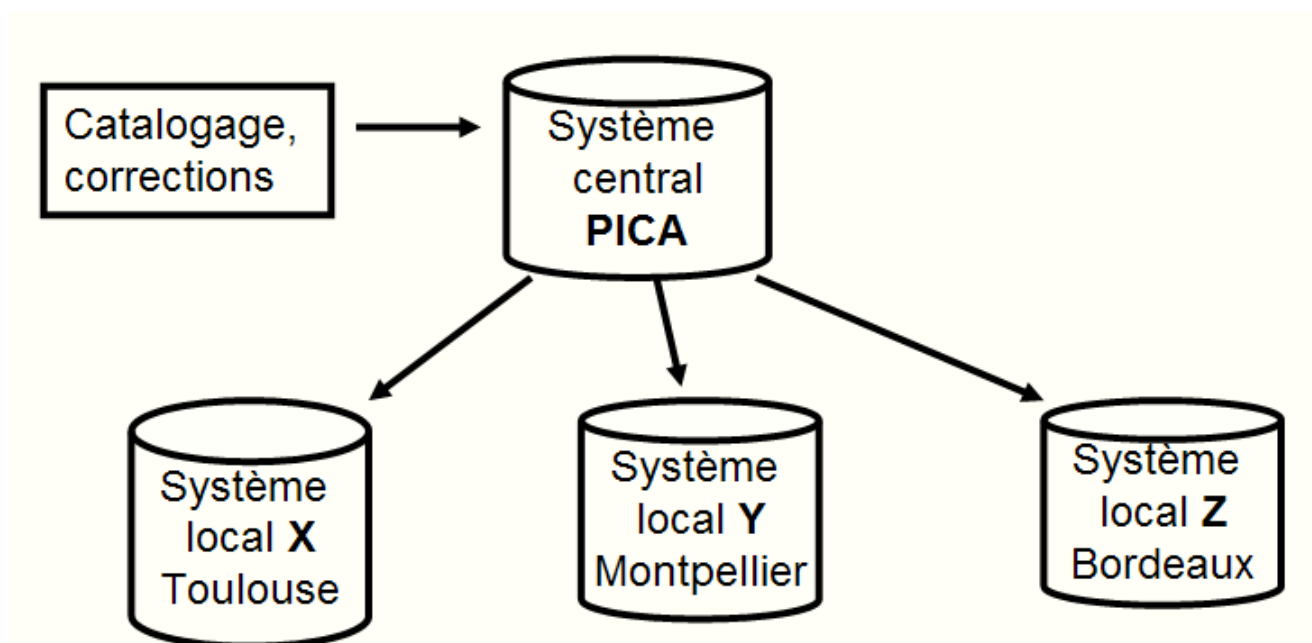 Catalogage,
corrections
Système
central
PICA
Système
local X
Toulouse
Système
local Y
Montpellier
Système
local Z
Bordeaux